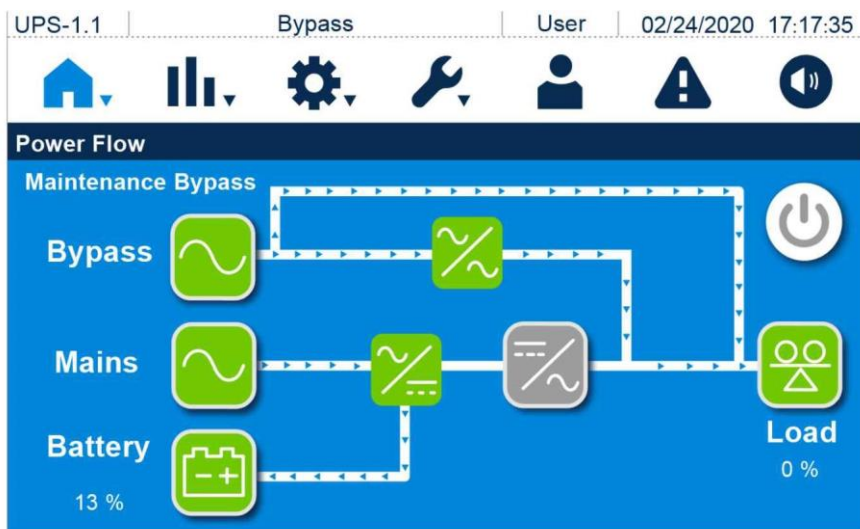 UPS-1.1 Bypass User 02/24/2020 17:17:35
Power Flow
Maintenance Bypass
Bypass
Mains
Battery
13 %
Load
0 %